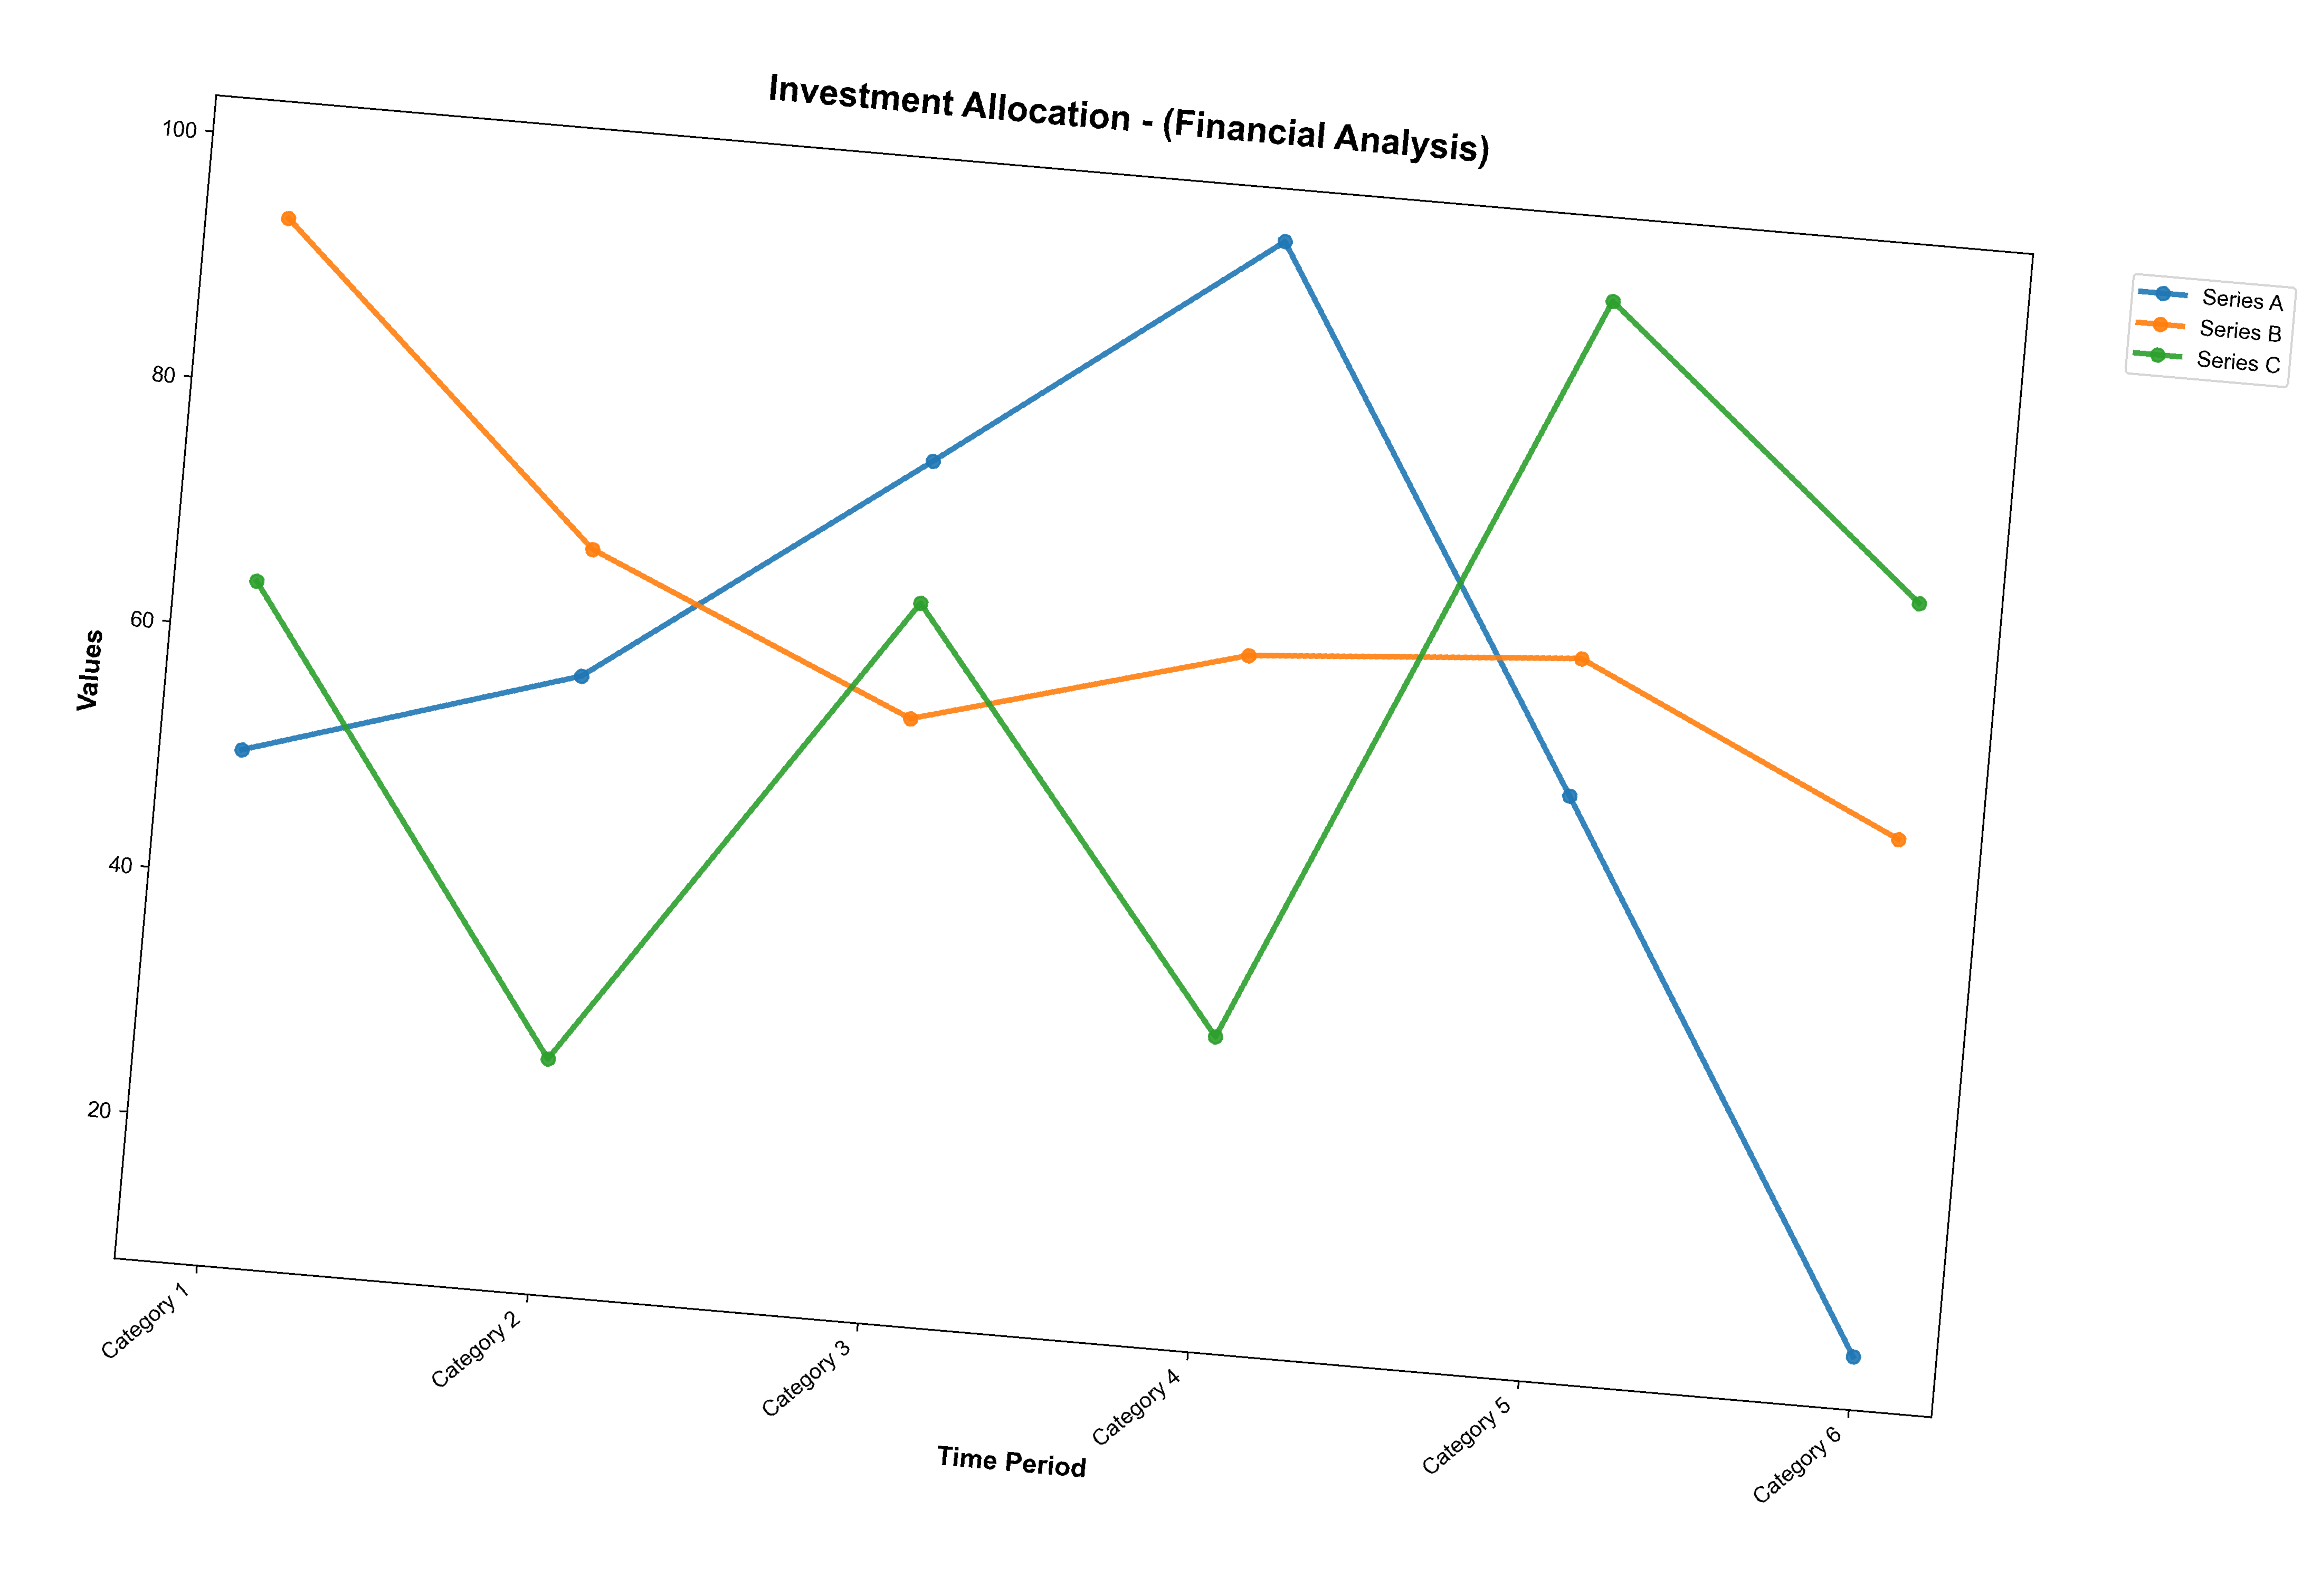 Investment Allocation - (Financial Analysis)
100
80
60
40
20
Values
Category 1
Category 2
Category 3
Category 4
Category 5
Category 6
Time Period
Series A
Series B
Series C